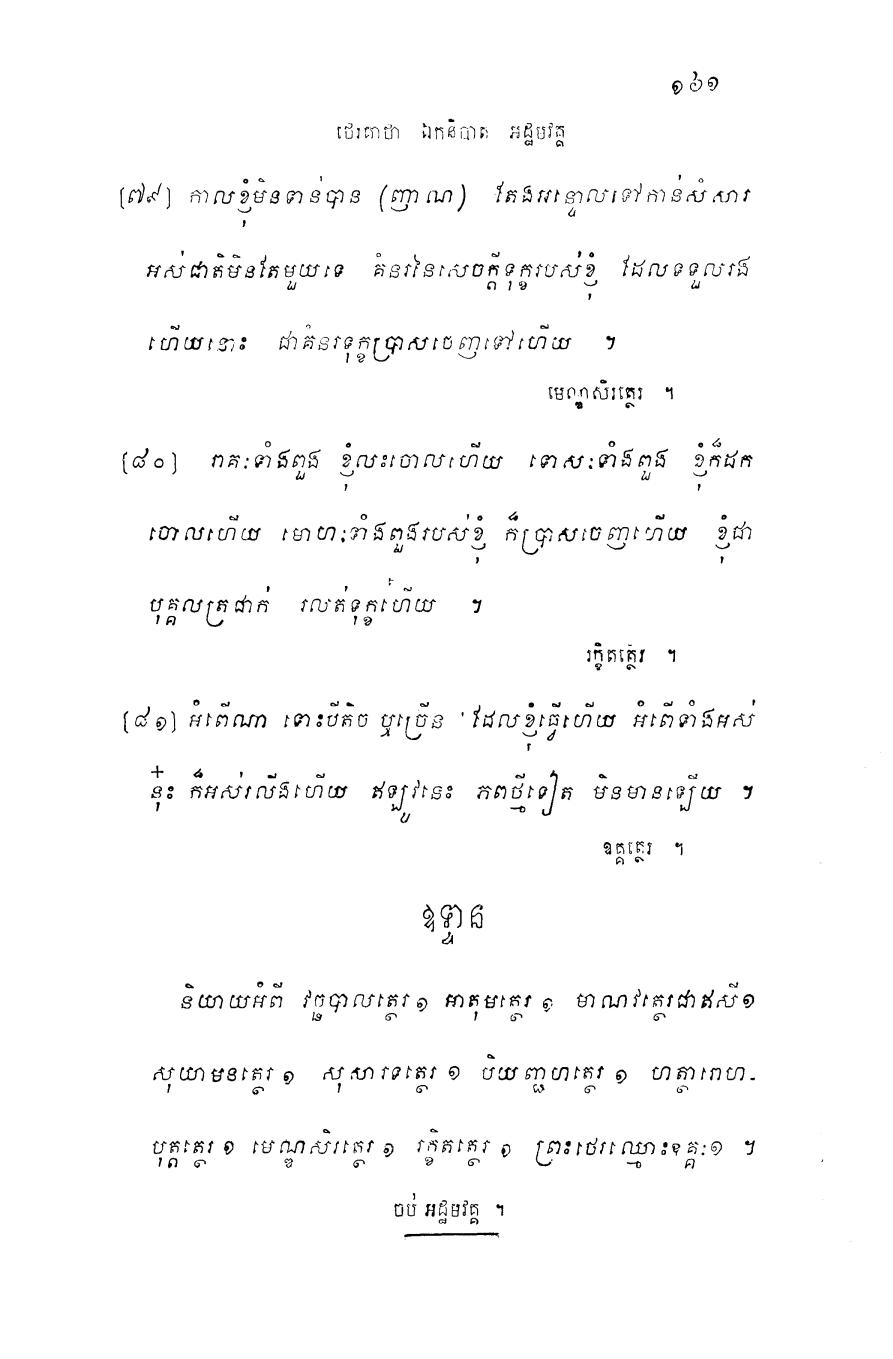 ១៦១
ថេរគាថា ឯកនិបាត អដ្ឋមវគ្គ
[៧៩] កាលខ្ញុំមិនទាន់បាន (ញាណ) តែងអន្ទោលទៅកាន់សំសារ
អស់ជាតិមិនតែមួយទេ គំនរនៃសេចក្តីទុក្ខរបស់ខ្ញុំ ដែលទទួលរង
ហើយនោះ ជាគំនរទុក្ខប្រាសចេញទៅហើយ ។
មេណ្ឌសិរត្ថេរ ។
[៨០] រាគៈទាំងពួង ខ្ញុំលះចោលហើយ ទោសៈទាំងពួង ខ្ញុំក៏ដក
ចោលហើយ មោហៈទាំងពួងរបស់ខ្ញុំ ក៏ប្រាសចេញហើយ ខ្ញុំជា
បុគ្គលត្រជាក់ រលត់ទុក្ខហើយ ។
រក្ខិតត្ថេរ ។
[៨១] អំពើណា ទោះបីតិច ឬច្រើន ដែលខ្ញុំធ្វើហើយ អំពើទាំងអស់
នុ៎ះ ក៏អស់រលីងហើយ ឥឡូវនេះ ភពថ្មីទៀត មិនមានឡើយ ។
ឧគ្គត្ថេរ ។
ឧទ្ទាន
និយាយអំពី វច្ឆបាលត្ថេរ ១ អាតុមត្ថេរ ១ មាណវត្ថេរជាឥសី១
សុយាមនត្ថេរ ១ សុសារទត្ថេរ ១ បិយញ្ជហត្ថេរ ១ ហត្ថារោហ-
បុត្តត្ថេរ ១ មេណ្ឌសិរត្ថេរ ១ រក្ខិតត្ថេរ ១ ព្រះថេរឈ្មោះឧគ្គៈ១ ។
ចប់ អដ្ឋមវគ្គ ។